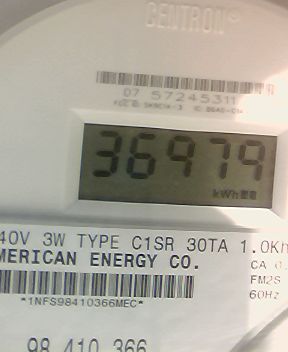 CENTRON®
07 57245311
36979
kWh
40V 3W TYPE C1SR 30TA 1.0Kh
MERICAN ENERGY CO.
CA 0.
FM2S
60Hz
*1NFS98410366MEC*
98 410 366